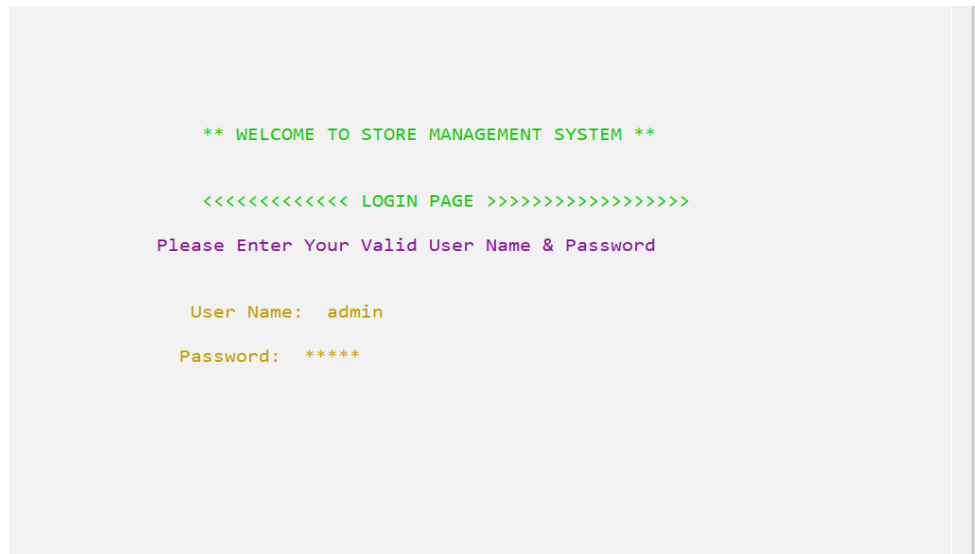 ** WELCOME TO STORE MANAGEMENT SYSTEM **
<<<<<<<<<<<<< LOGIN PAGE >>>>>>>>>>>>>>>>>>
Please Enter Your Valid User Name & Password
User Name:  admin
Password:  *****